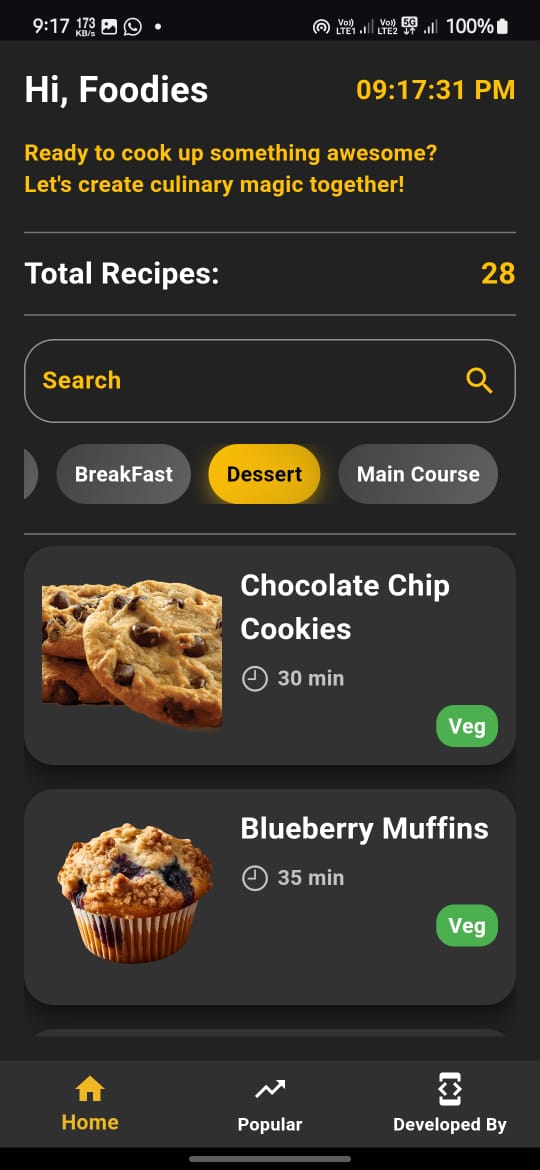 9:17 173 KB/s Vo)) LTE1 Vo)) LTE2 5G 100%
Hi, Foodies 09:17:31 PM
Ready to cook up something awesome?
Let's create culinary magic together!
Total Recipes: 28
Search
BreakFast Dessert Main Course
Chocolate Chip
Cookies
30 min
Veg
Blueberry Muffins
35 min
Veg
Home Popular Developed By